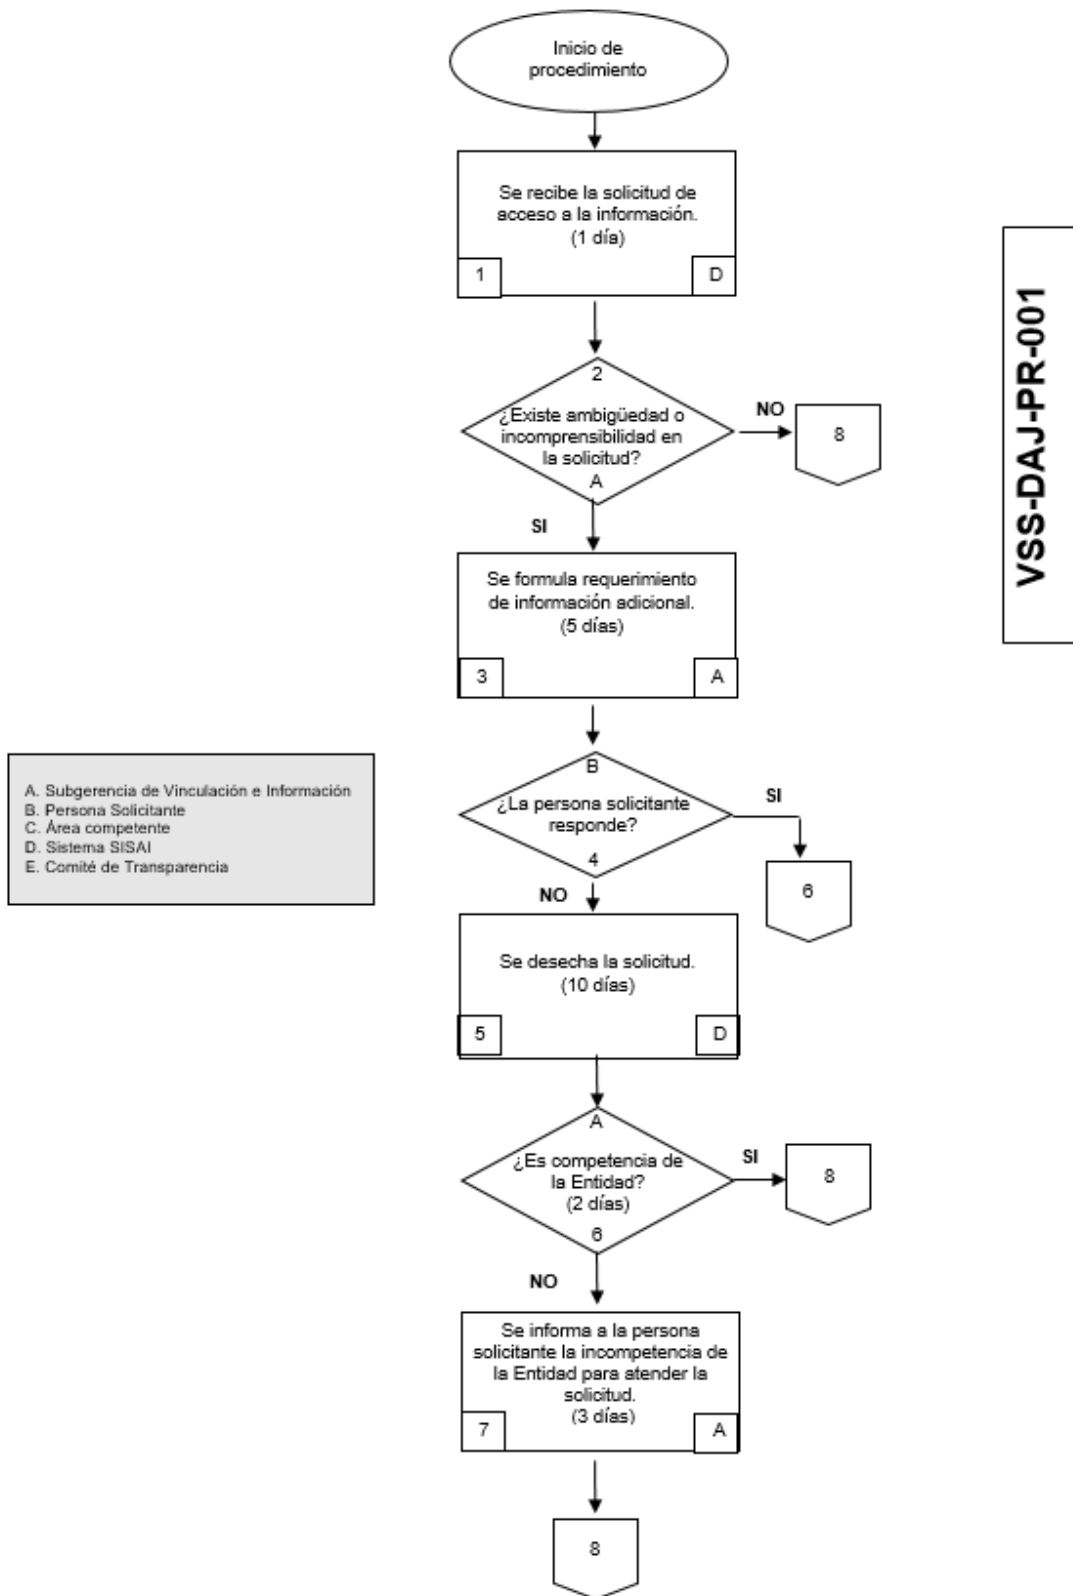 Inicio de
procedimiento
Se recibe la solicitud de
acceso a la información.
(1 día)
1
D
2
¿Existe ambigüedad o
incomprensibilidad en
la solicitud?
A
NO
8
SI
Se formula requerimiento
de información adicional.
(5 días)
3
A
B
¿La persona solicitante
responde?
4
SI
6
NO
Se desecha la solicitud.
(10 días)
5
D
A
¿Es competencia de
la Entidad?
(2 días)
6
SI
8
NO
Se informa a la persona
solicitante la incompetencia de
la Entidad para atender la
solicitud.
(3 días)
7
A
8
A. Subgerencia de Vinculación e Información
B. Persona Solicitante
C. Área competente
D. Sistema SISAI
E. Comité de Transparencia
VSS-DAJ-PR-001